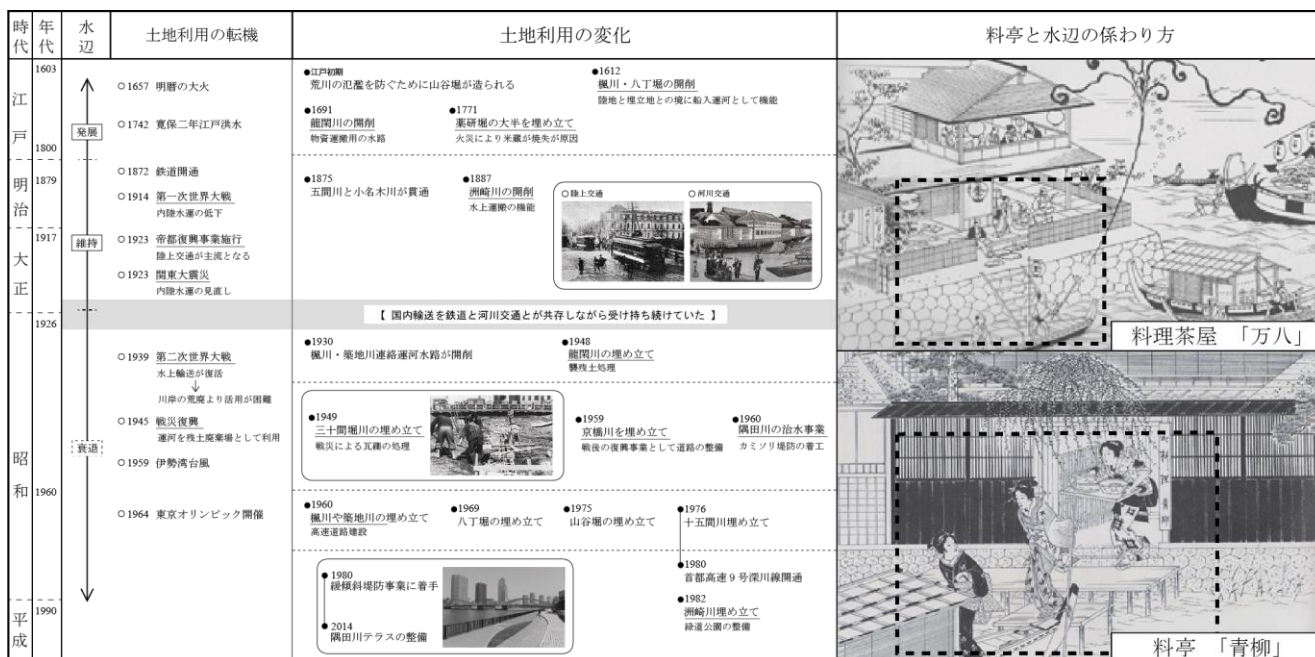 時代
年代
水辺
土地利用の転機
土地利用の変化
料亭と水辺の係わり方
江戸
明治
大正
昭和
平成
1603
1800
1879
1917
1926
1960
1990
発展
維持
衰退
○1657 明暦の大火
○1742 寛保二年江戸洪水
○1872 鉄道開通
○1914 第一次世界大戦
内陸水運の低下
○1923 帝都復興事業施行
陸上交通が主流となる
○1923 関東大震災
内陸水運の見直し
○1939 第二次世界大戦
水上輸送が復活
↓
川岸の荒廃より活用が困難
○1945 戦災復興
運河を残土廃棄場として利用
○1959 伊勢湾台風
○1964 東京オリンピック開催
●江戸初期
荒川の氾濫を防ぐために山谷堀が造られる
●1612
楓川・八丁堀の開削
陸地と埋立地との境に船入運河として機能
●1691
龍閑川の開削
物資運搬用の水路
●1771
薬研堀の大半を埋め立て
火災により米蔵が焼失が原因
●1875
五間川と小名木川が貫通
●1887
洲崎川の開削
水上運搬の機能
○陸上交通
○河川交通
【 国内輸送を鉄道と河川交通とが共存しながら受け持ち続けていた 】
●1930
楓川・築地川連絡運河水路が開削
●1948
龍閑川の埋め立て
襲残土処理
●1949
三十間堀川の埋め立て
戦災による瓦礫の処理
●1959
京橋川を埋め立て
戦後の復興事業として道路の整備
●1960
隅田川の治水事業
カミソリ堤防の着工
●1960
楓川や築地川の埋め立て
高速道路建設
●1969
八丁堀の埋め立て
●1975
山谷堀の埋め立て
●1976
十五間川埋め立て
●1980
首都高速9号深川線開通
●1982
洲崎川埋め立て
緑道公園の整備
●1980
緩傾斜堤防事業に着手
●2014
隅田川テラスの整備
料理茶屋 「万八」
料亭 「青柳」